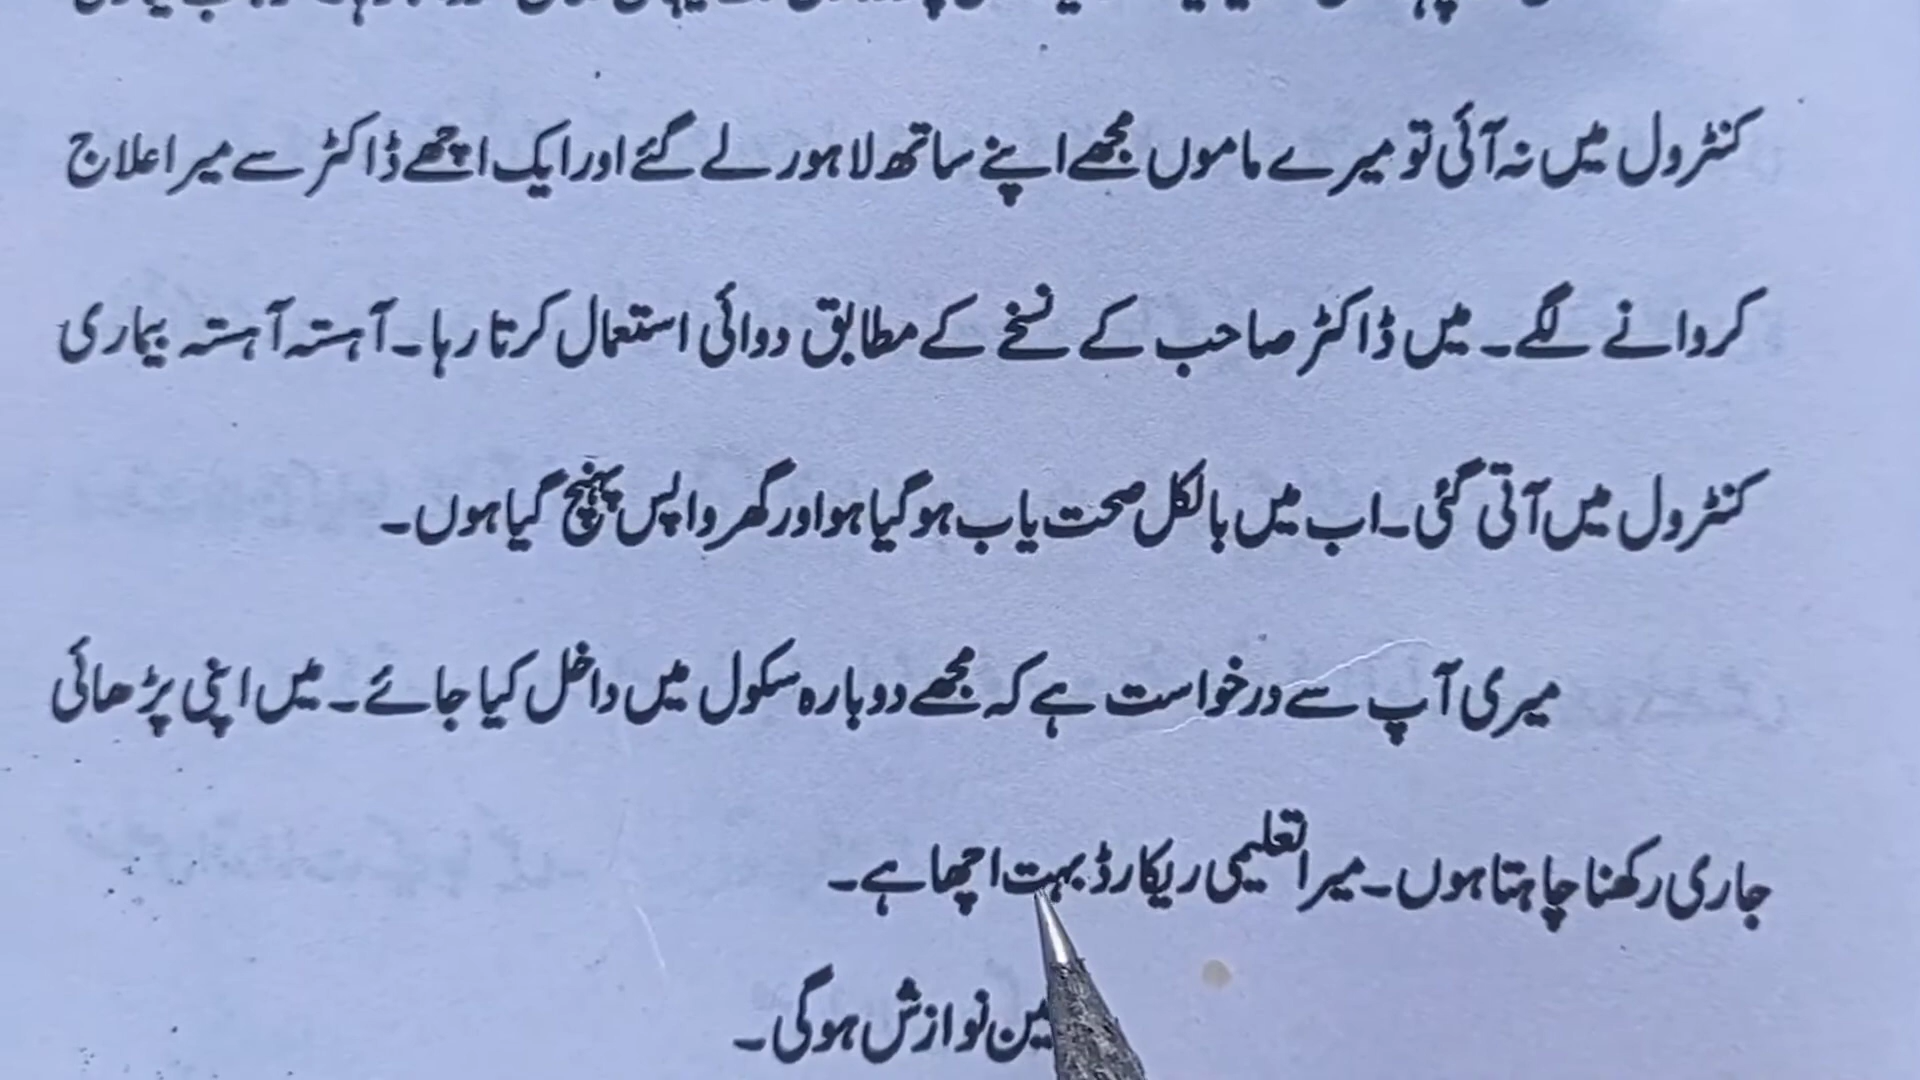 کنٹرول میں نہ آئی تو میرے ماموں مجھے اپنے ساتھ لاہور لے گئے اور ایک اچھے ڈاکٹر سے میرا علاج
کروانے لگے۔ میں ڈاکٹر صاحب کے نسخے کے مطابق دوائی استعمال کرتا رہا۔ آہستہ آہستہ بیماری
کنٹرول میں آتی گئی۔ اب میں بالکل صحت یاب ہو گیا ہو اور گھر واپس پہنچ گیا ہوں۔
میری آپ سے درخواست ہے کہ مجھے دوبارہ سکول میں داخل کیا جائے۔ میں اپنی پڑھائی
جاری رکھنا چاہتا ہوں۔ میرا تعلیمی ریکارڈ بہت اچھا ہے۔
نوازش ہوگی۔